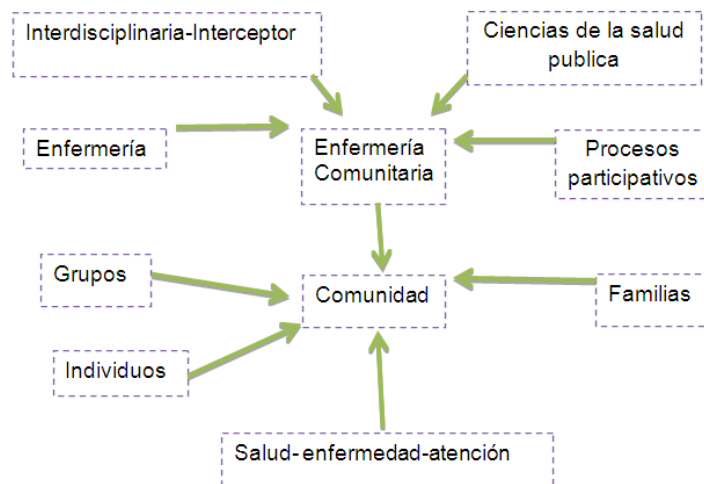 Interdisciplinaria-Interceptor
Ciencias de la salud
publica
Enfermería
Enfermería
Comunitaria
Procesos
participativos
Grupos
Comunidad
Familias
Individuos
Salud- enfermedad-atención